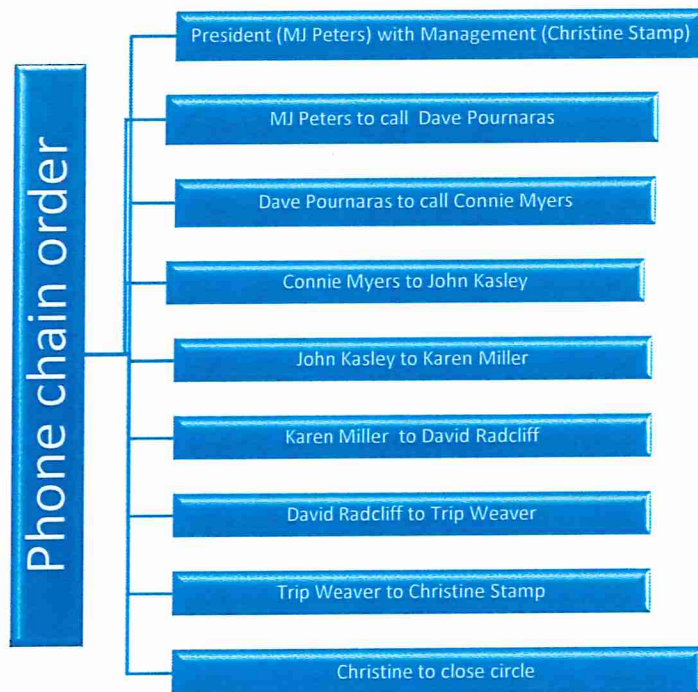 Phone chain order
President (MJ Peters) with Management (Christine Stamp)
MJ Peters to call Dave Pournaras
Dave Pournaras to call Connie Myers
Connie Myers to John Kasley
John Kasley to Karen Miller
Karen Miller to David Radcliff
David Radcliff to Trip Weaver
Trip Weaver to Christine Stamp
Christine to close circle